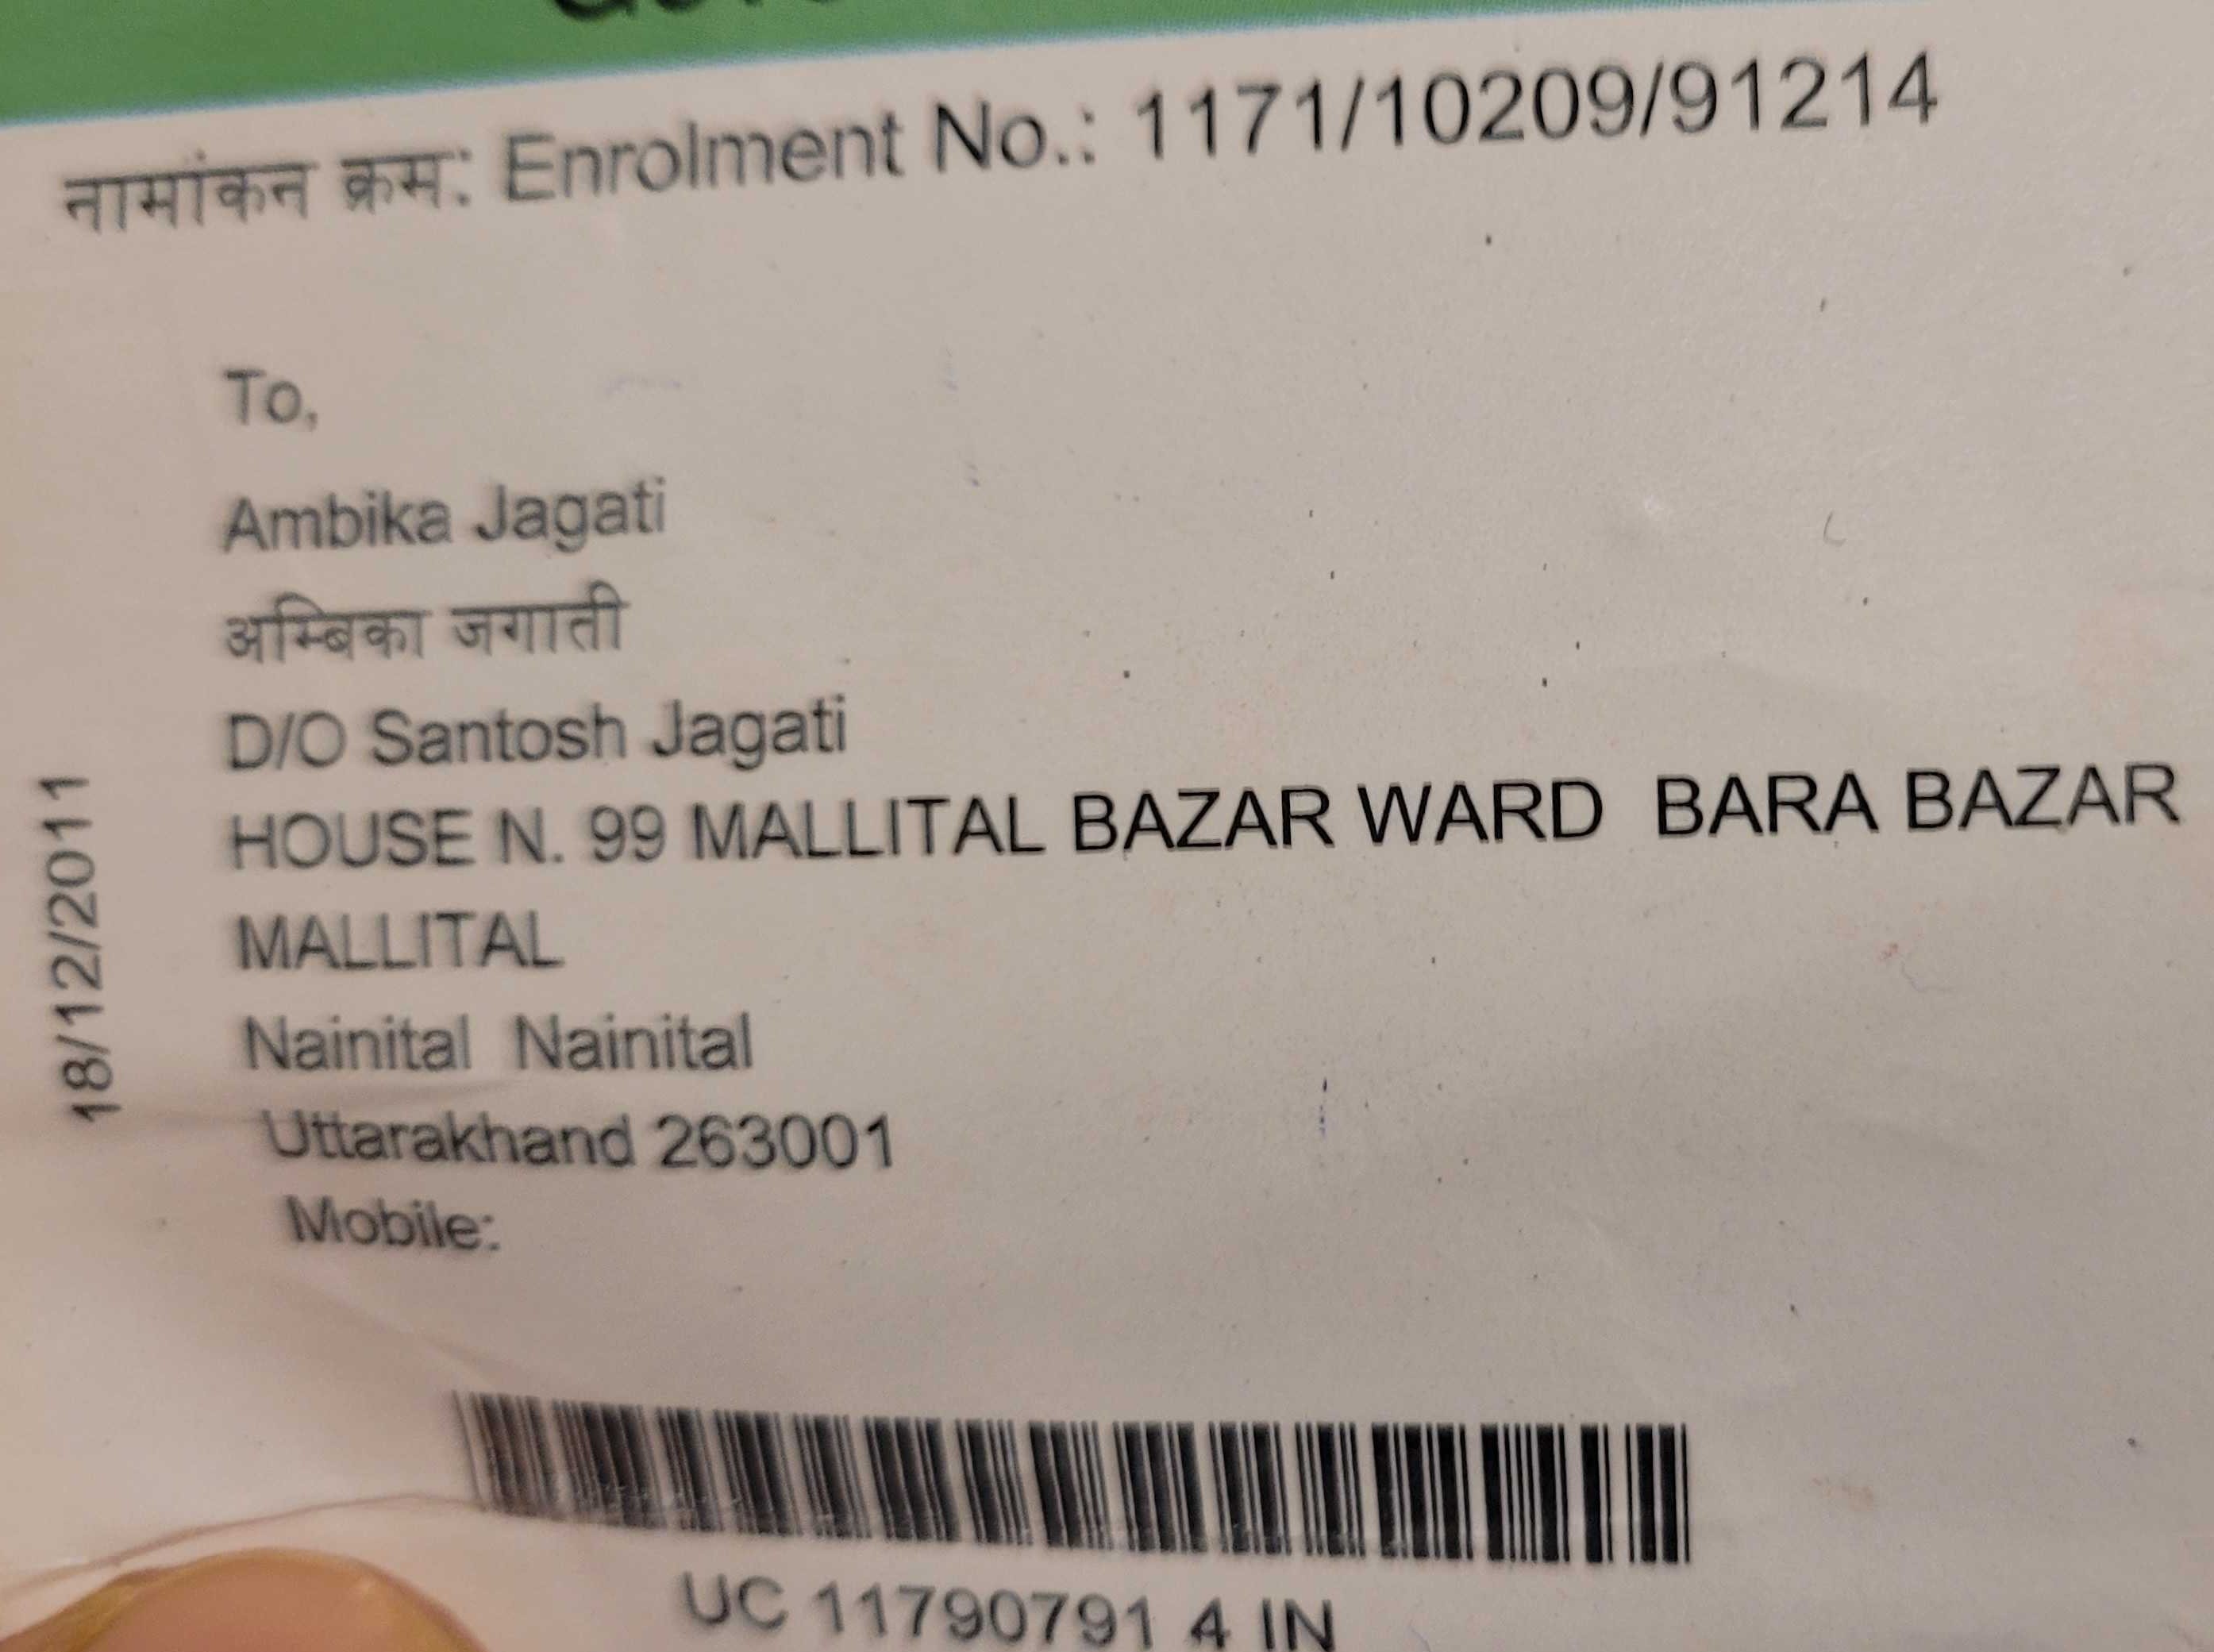 नामांकन क्रम: Enrolment No.: 1171/10209/91214
To,
Ambika Jagati
अम्बिका जगाती
D/O Santosh Jagati
HOUSE N. 99 MALLITAL BAZAR WARD BARA BAZAR
MALLITAL
Nainital Nainital
Uttarakhand 263001
Mobile:
18/12/2011
UC 11790791 4 IN